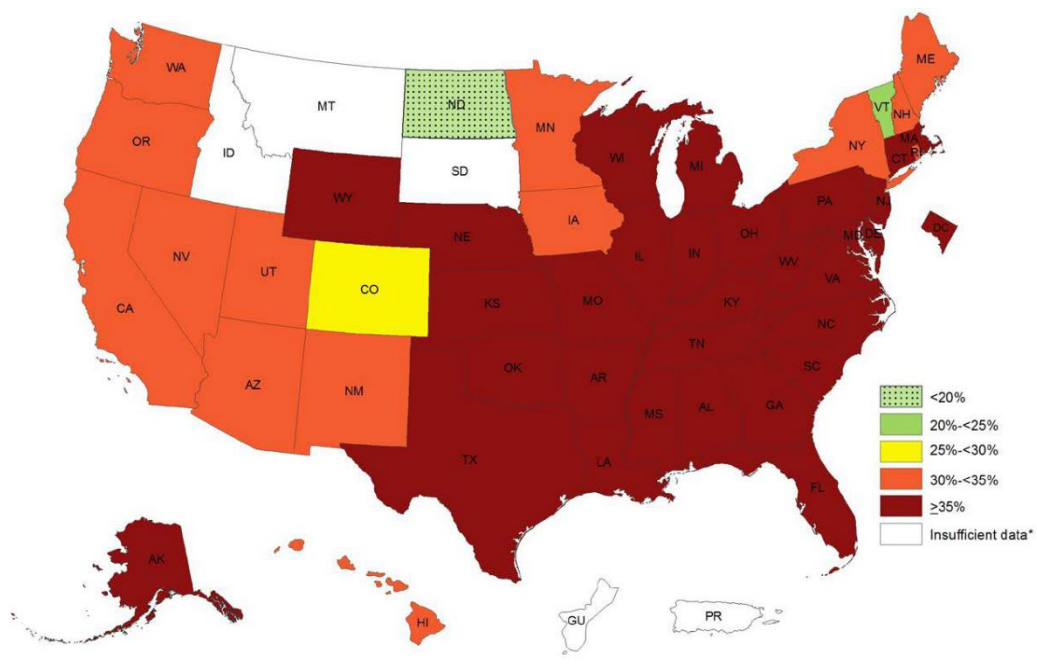 WA
OR
CA
NV
ID
MT
WY
UT
AZ
CO
NM
ND
SD
NE
KS
OK
TX
MN
IA
MO
AR
LA
WI
IL
MI
IN
OH
KY
TN
MS
AL
GA
FL
SC
NC
VA
WV
PA
NY
VT
NH
ME
MA
RI
CT
NJ
DE
MD
DC
AK
HI
GU
PR
<20%
20%-<25%
25%-<30%
30%-<35%
≥35%
Insufficient data*